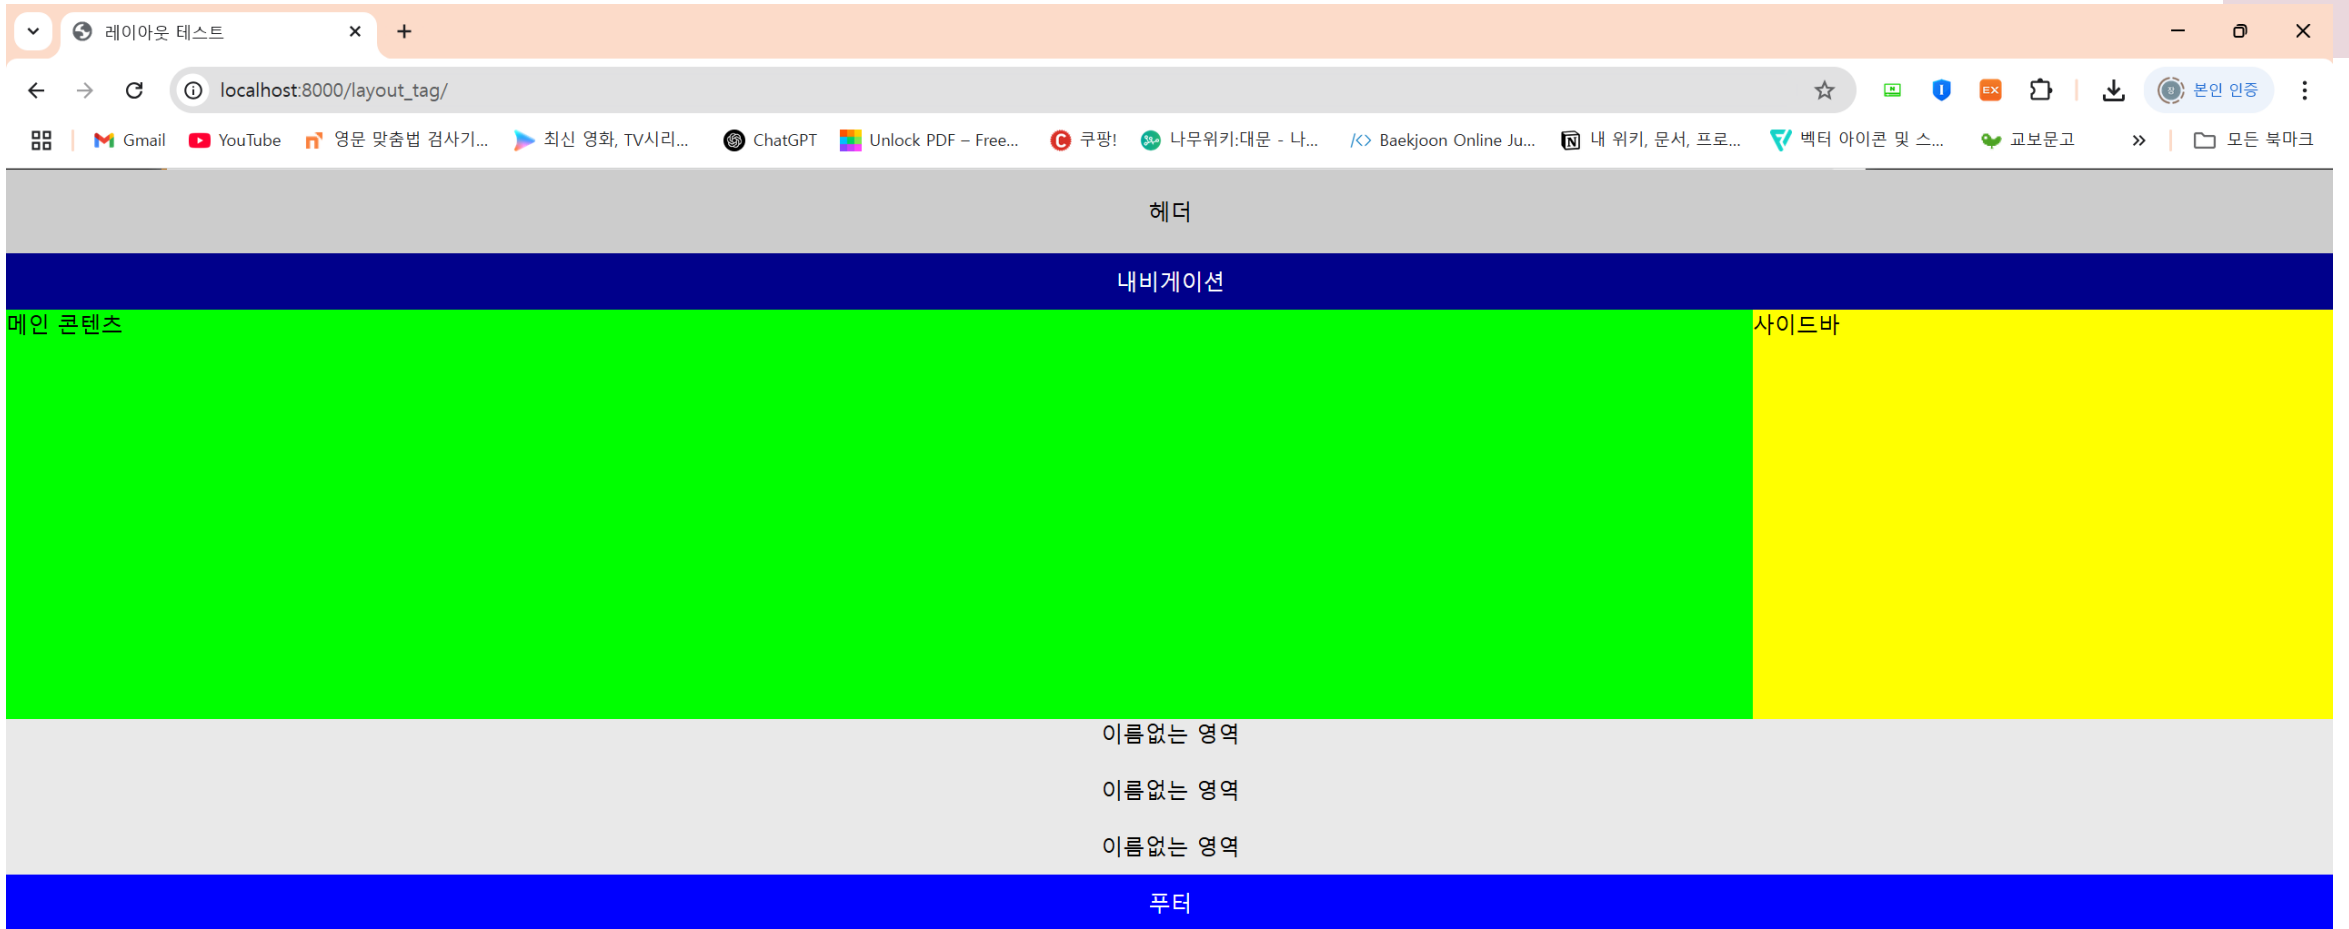 레이아웃 테스트
localhost:8000/layout_tag/
본인 인증
Gmail YouTube 영문 맞춤법 검사기... 최신 영화, TV시리... ChatGPT Unlock PDF – Free... 쿠팡! 나무위키:대문 - 나... Baekjoon Online Ju... 내 위키, 문서, 프로... 벡터 아이콘 및 스... 교보문고 » 모든 북마크
헤더
내비게이션
메인 콘텐츠 사이드바
이름없는 영역
이름없는 영역
이름없는 영역
푸터